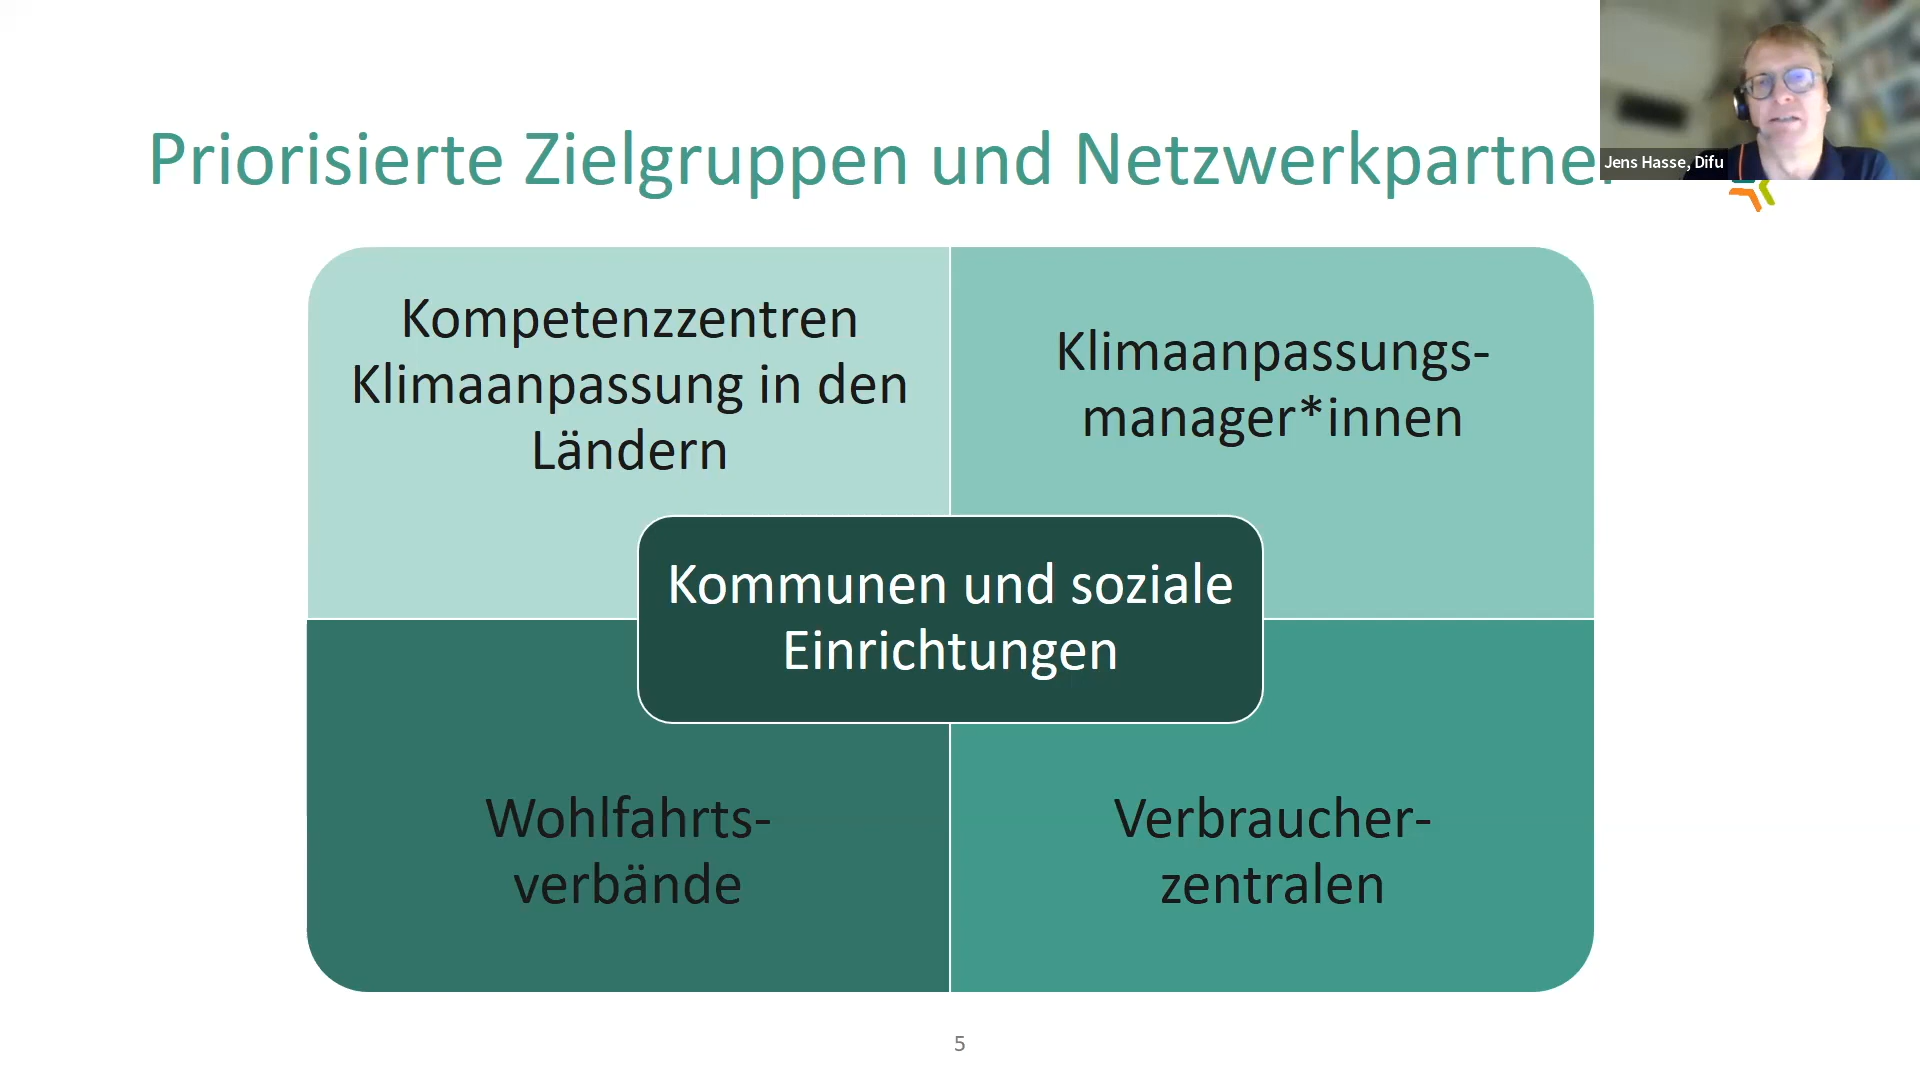 Priorisierte Zielgruppen und Netzwerkpartner
Jens Hasse, Difu
Kompetenzzentren
Klimaanpassung in den
Ländern
Klimaanpassungs-
manager*innen
Kommunen und soziale
Einrichtungen
Wohlfahrts-
verbände
Verbraucher-
zentralen
5